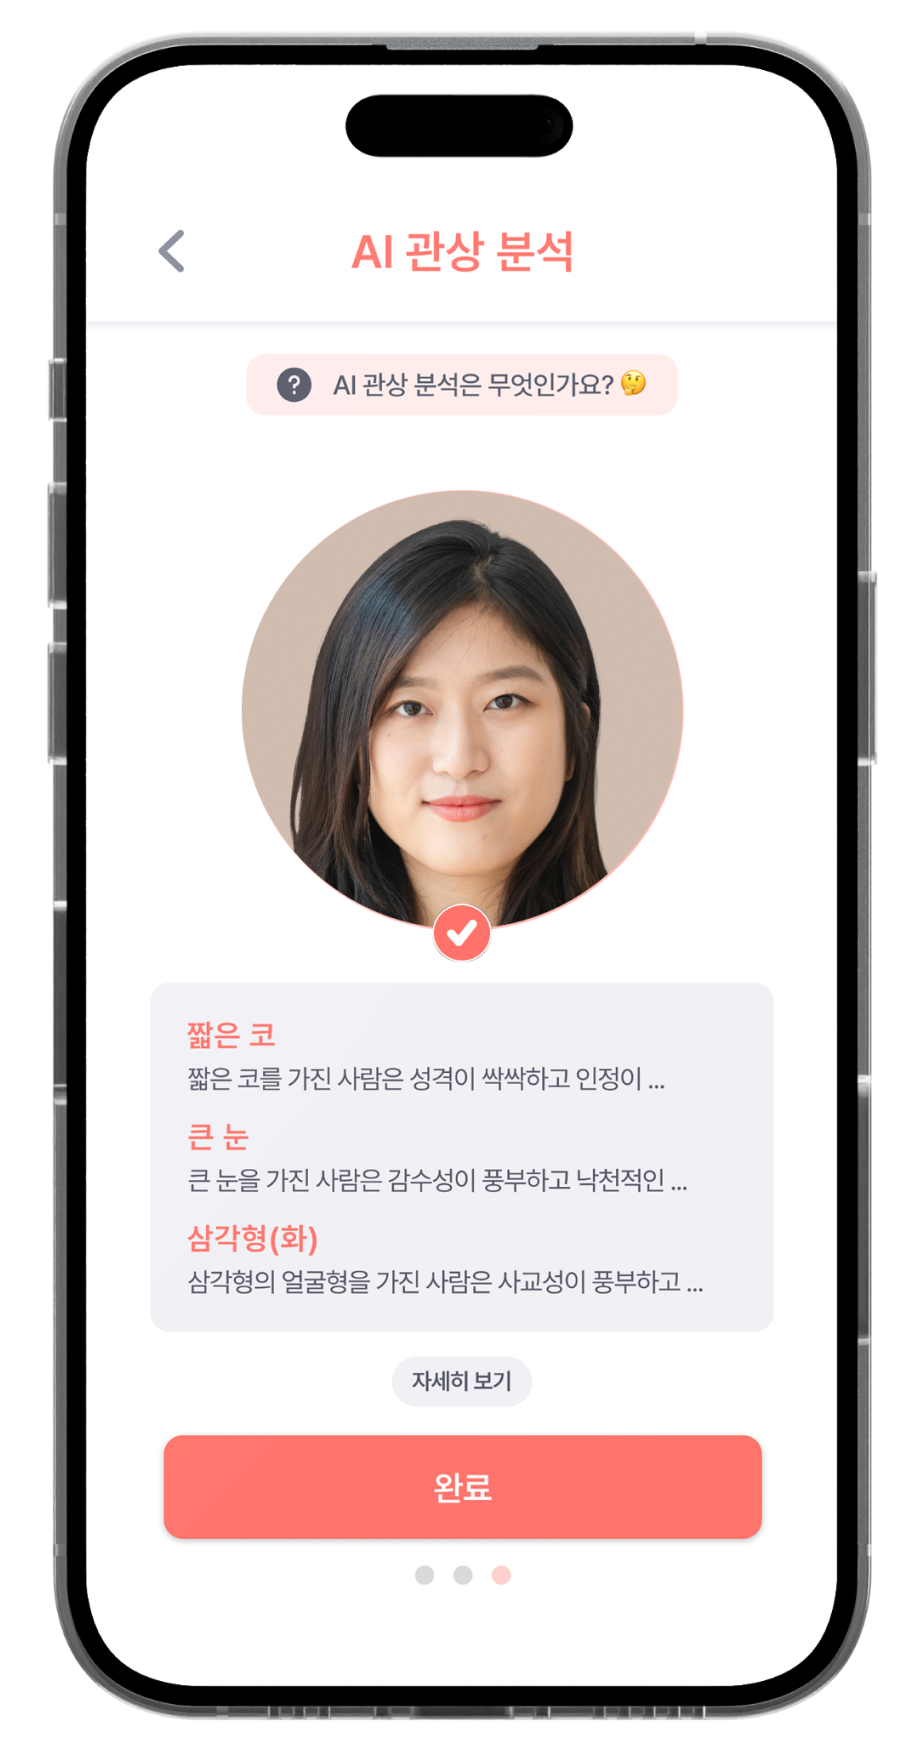 AI 관상 분석
AI 관상 분석은 무엇인가요? 🤔
짧은 코
짧은 코를 가진 사람은 성격이 싹싹하고 인정이 ...
큰 눈
큰 눈을 가진 사람은 감수성이 풍부하고 낙천적인 ...
삼각형(화)
삼각형의 얼굴형을 가진 사람은 사교성이 풍부하고 ...
자세히 보기
완료